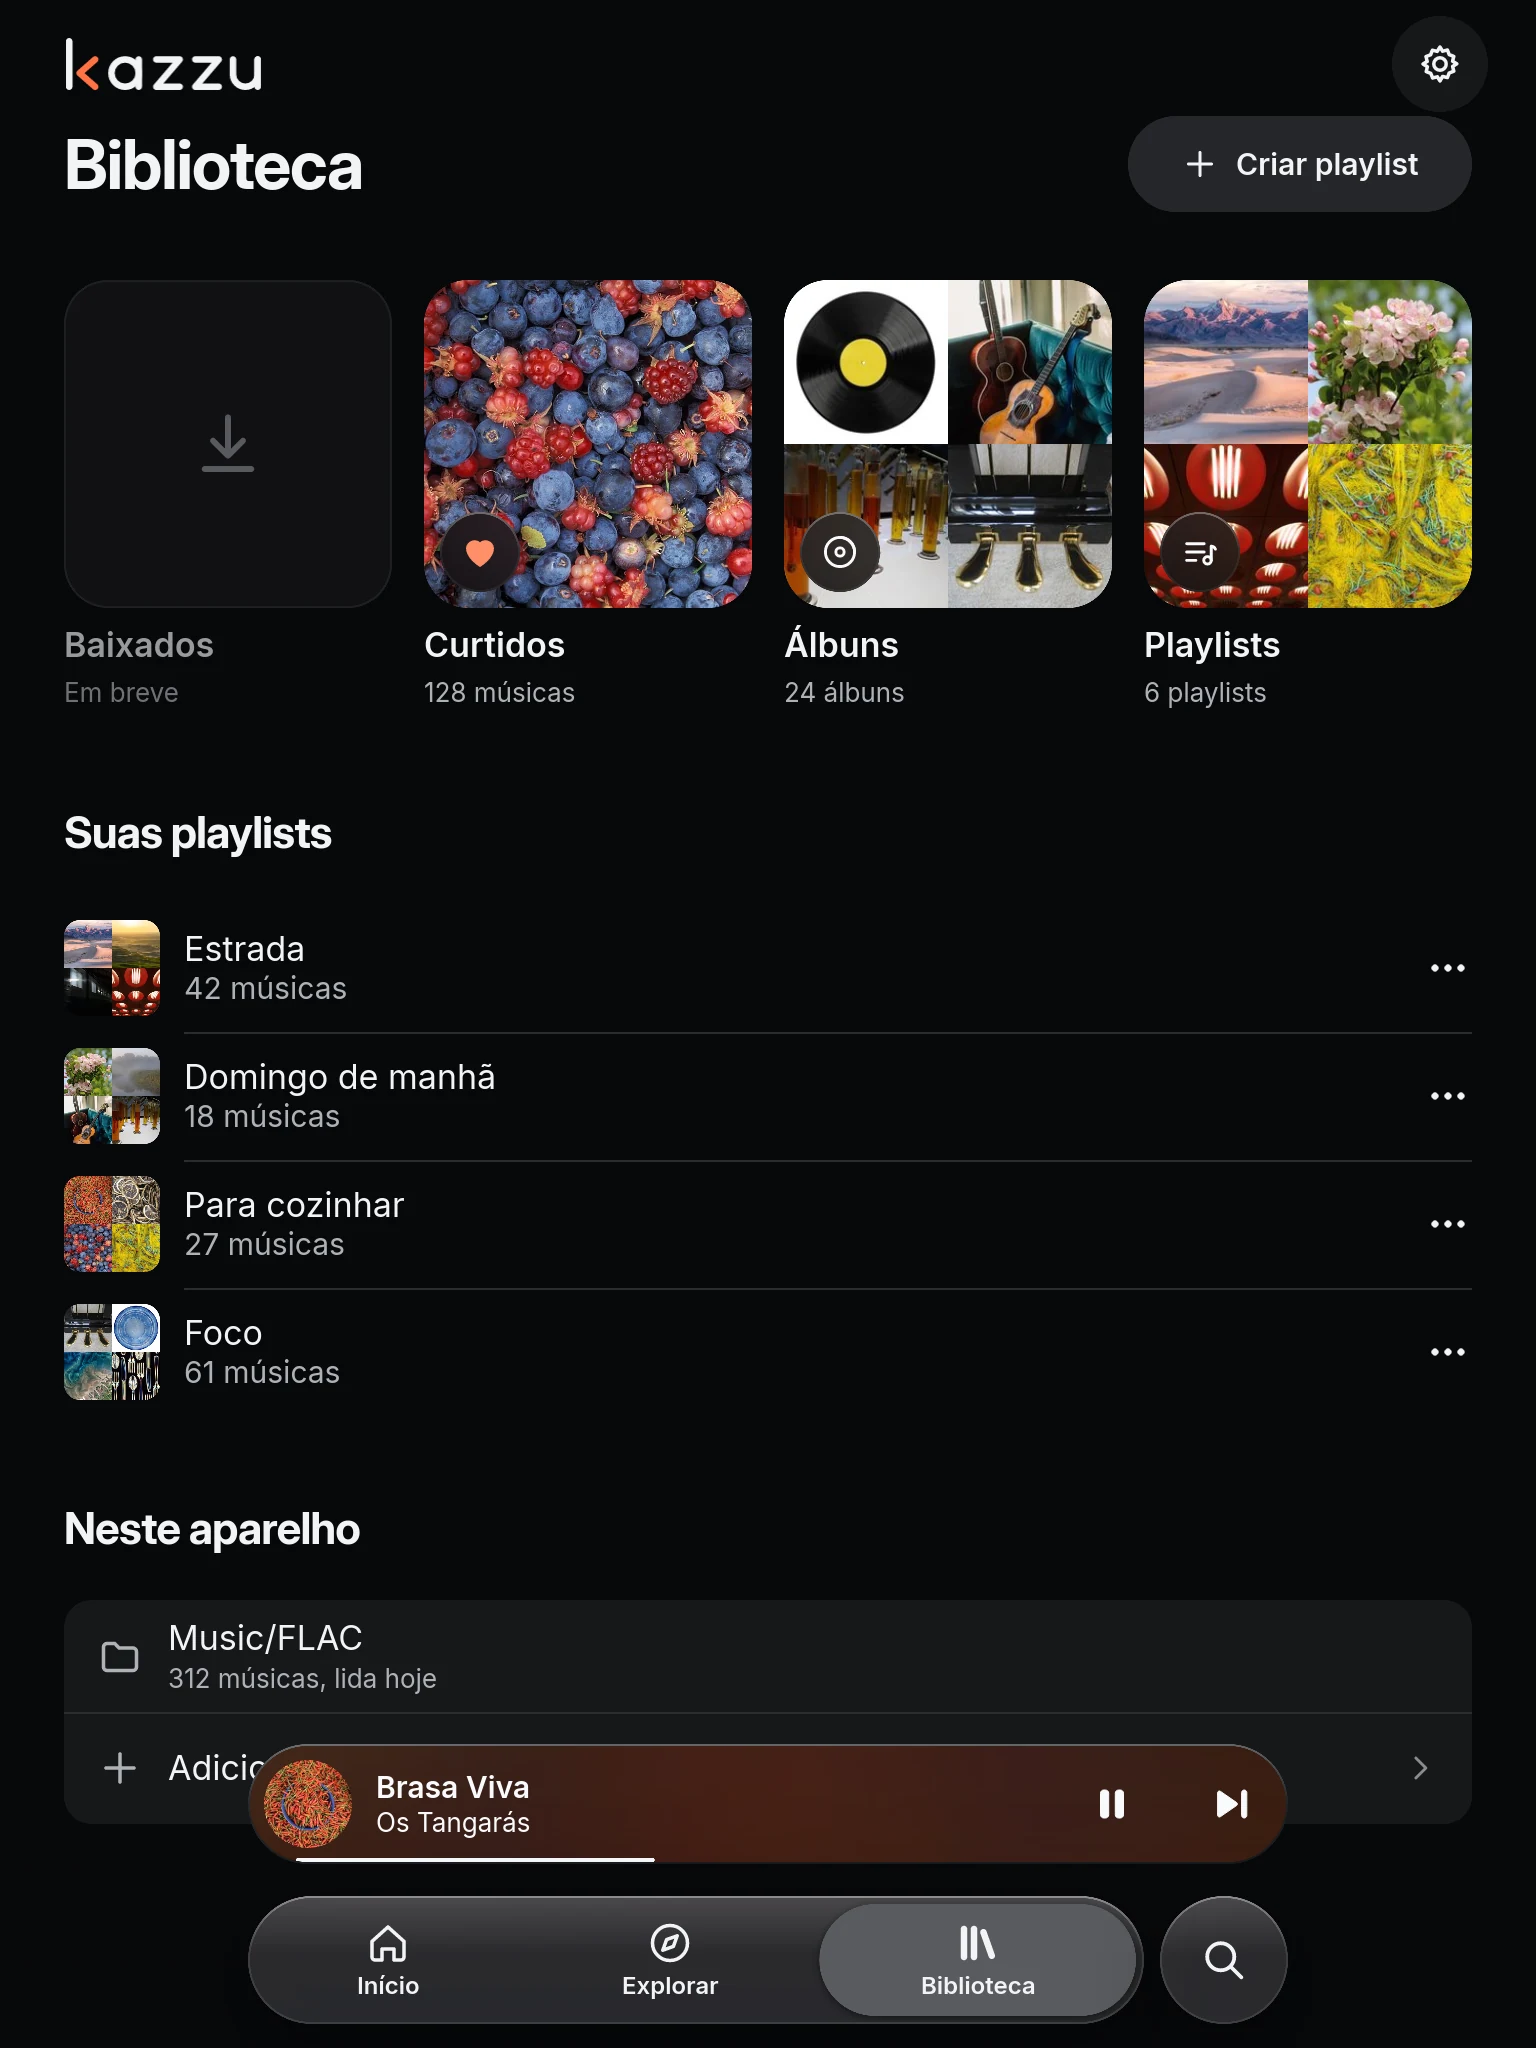 kazzu
Biblioteca
Criar playlist
Baixados
Em breve
Curtidos
128 músicas
Álbuns
24 álbuns
Playlists
6 playlists
Suas playlists
Estrada
42 músicas
Domingo de manhã
18 músicas
Para cozinhar
27 músicas
Foco
61 músicas
Neste aparelho
Music/FLAC
312 músicas, lida hoje
Brasa Viva
Os Tangarás
Início
Explorar
Biblioteca